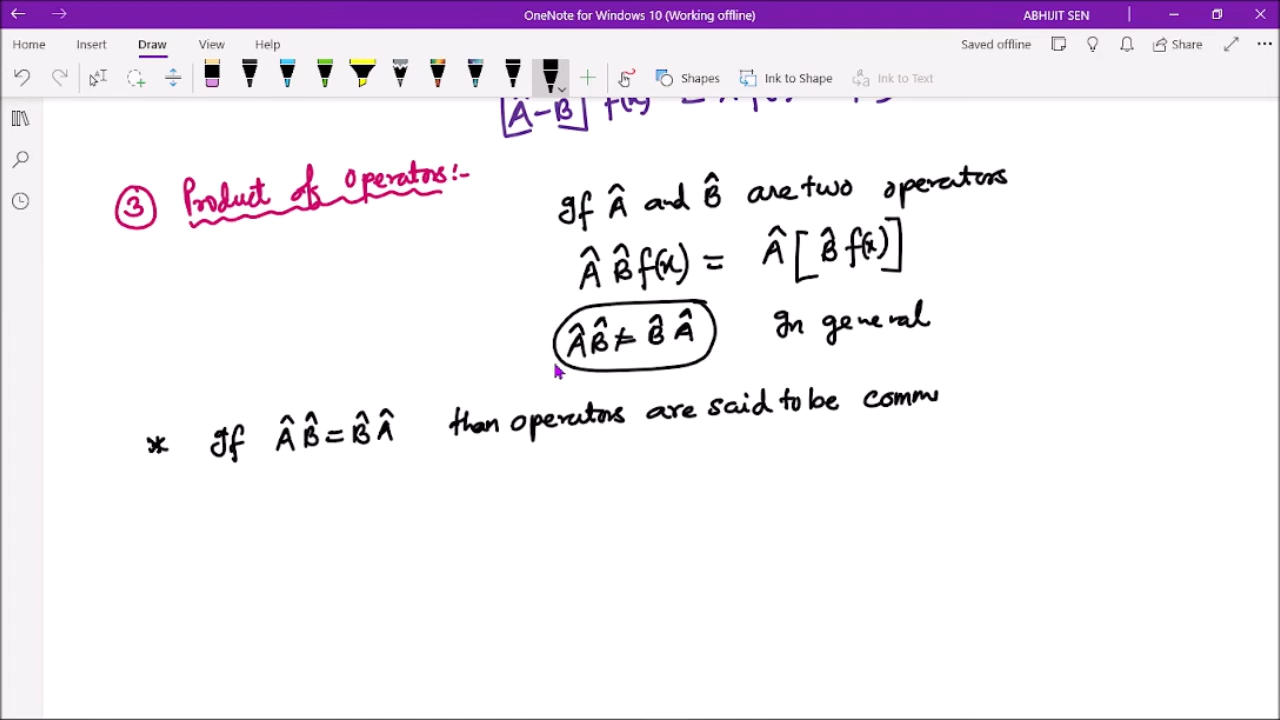 OneNote for Windows 10 (Working offline)
ABHIJIT SEN
Home Insert Draw View Help
Saved offline
Share
Shapes
Ink to Shape
Ink to Text
[Â-B̂] f(x)
③ Product of Operators:-
If Â and B̂ are two operators
Â B̂ f(x) = Â [B̂ f(x)]
Â B̂ ≠ B̂ Â In general
* If Â B̂ = B̂ Â than operators are said to be comm